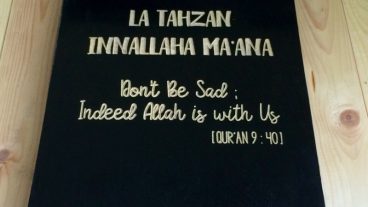 LA TAHZAN
INNALLAHA MA'ANA
Don't Be Sad ;
Indeed Allah is with Us
[QUR'AN 9 : 40]